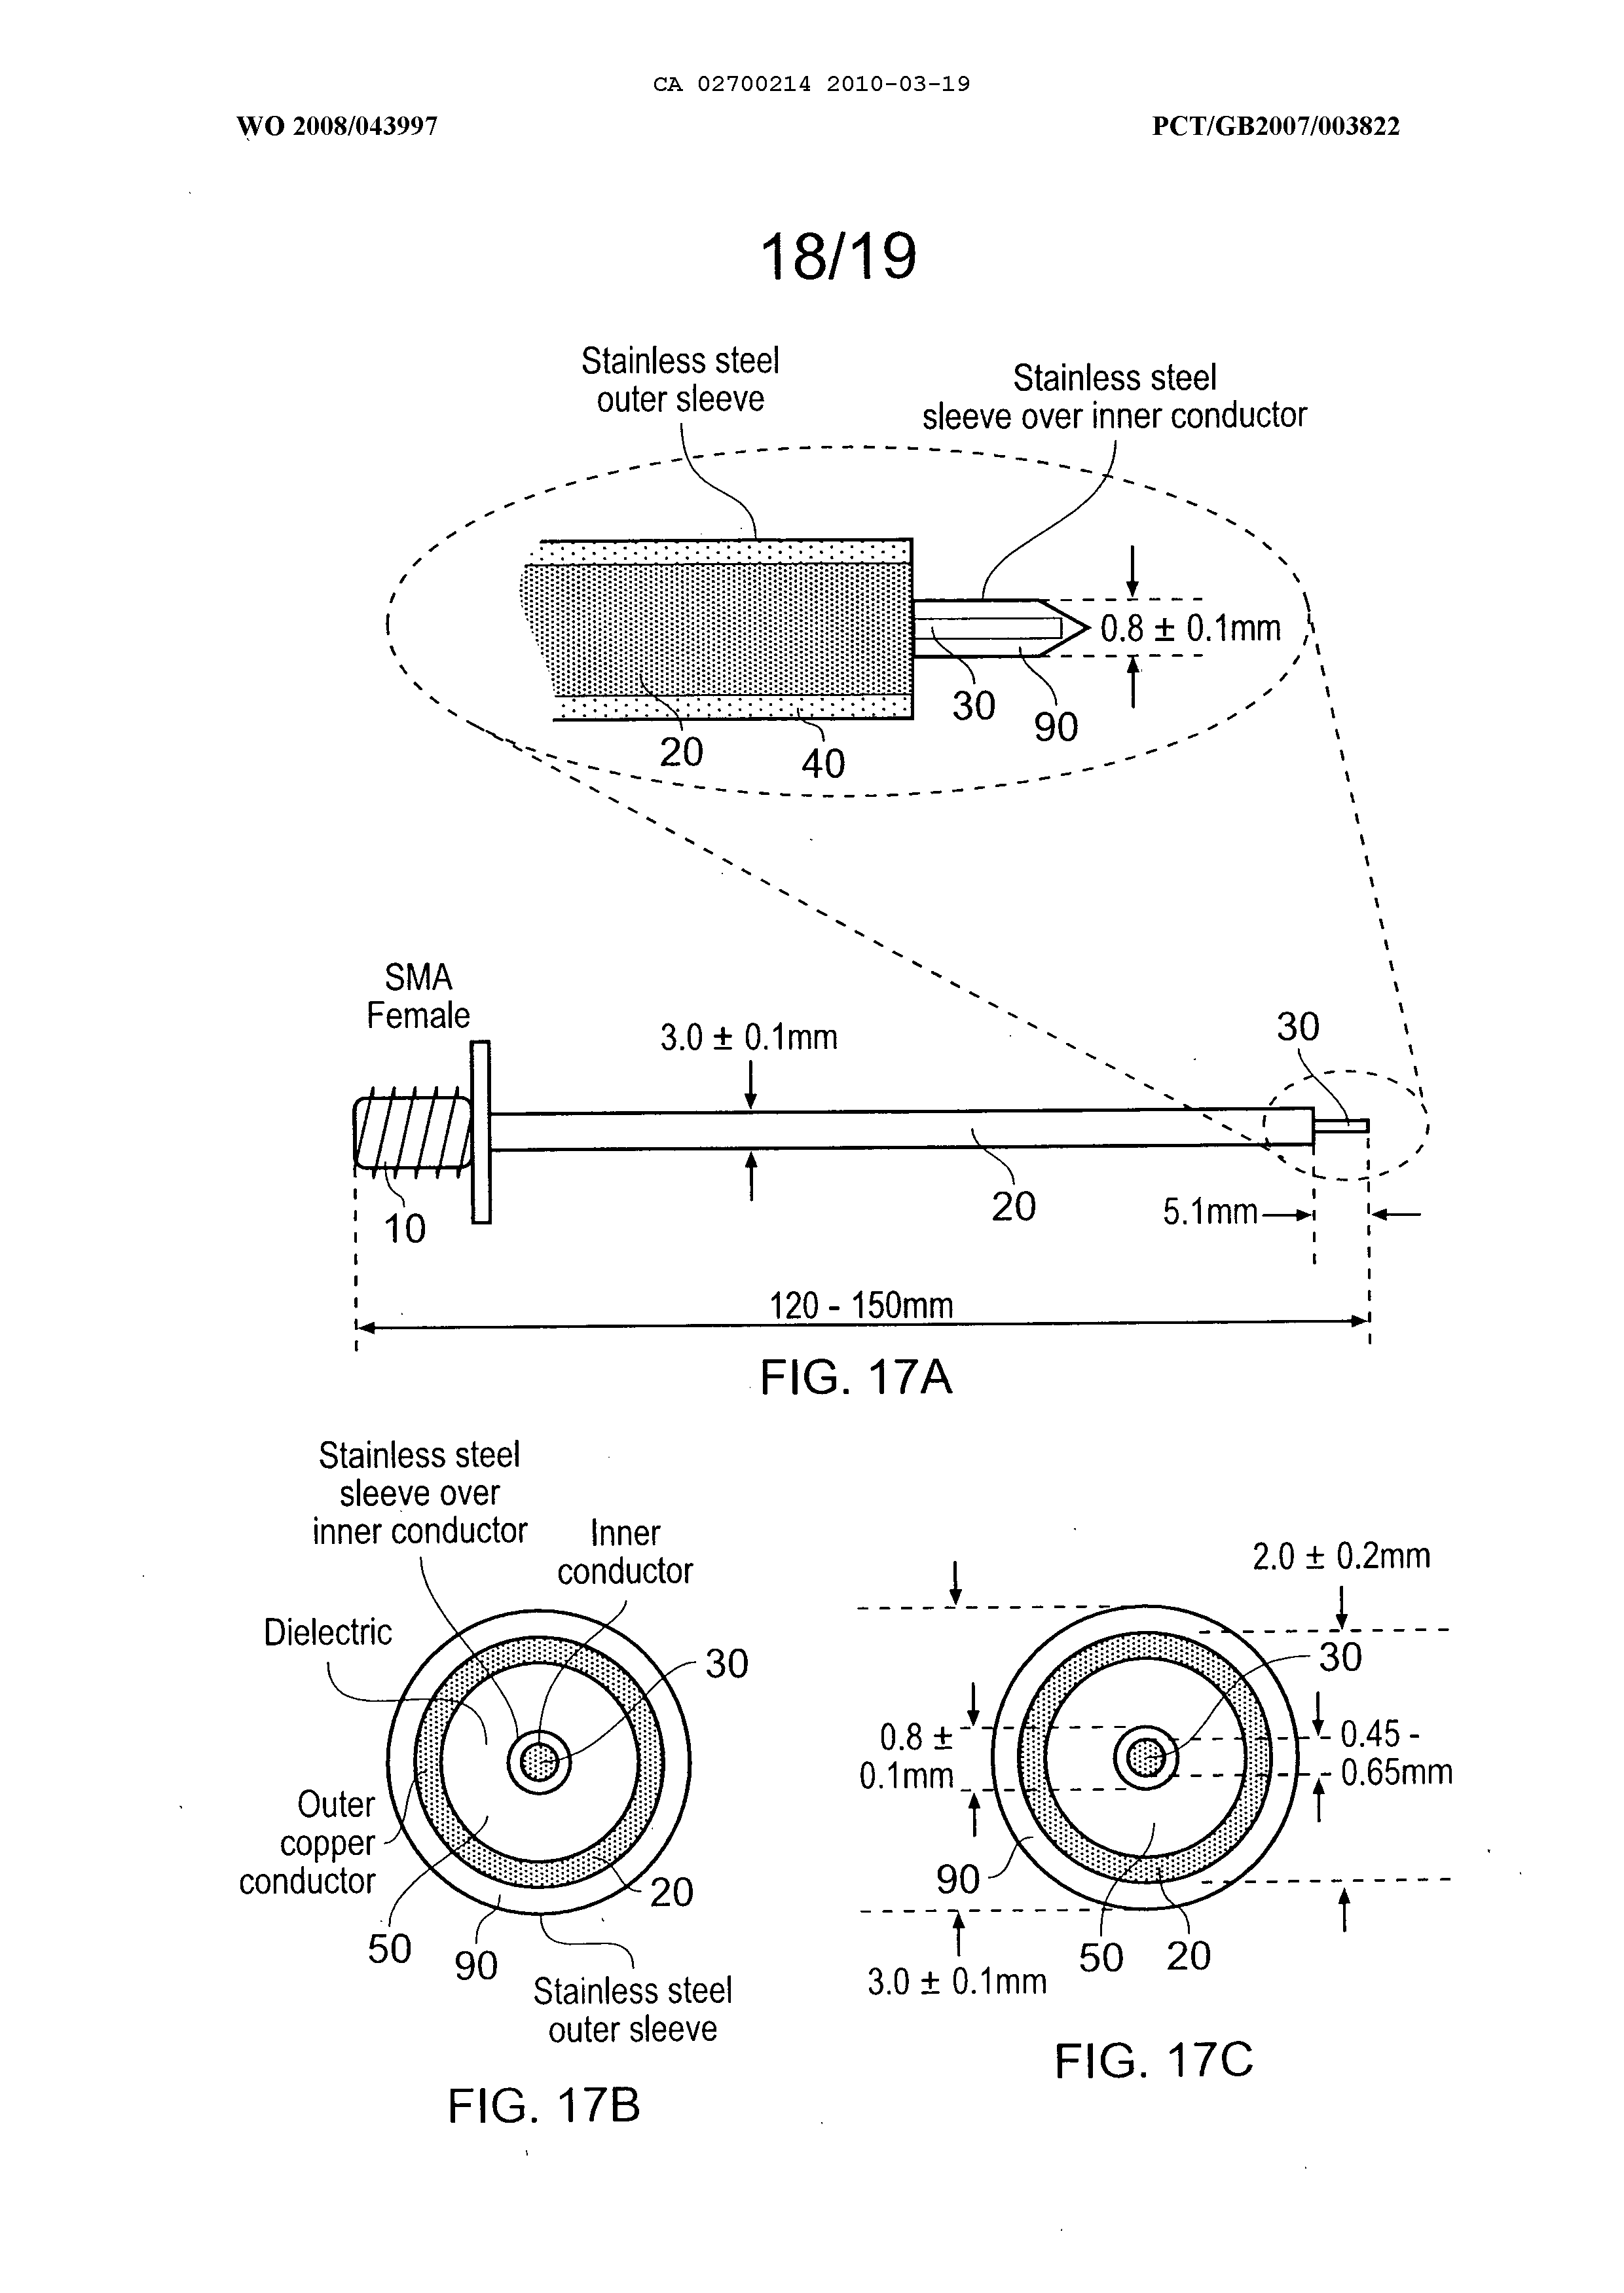 CA 02700214 2010-03-19
WO 2008/043997
PCT/GB2007/003822
18/19
Stainless steel
outer sleeve
Stainless steel
sleeve over inner conductor
0.8 ± 0.1mm
30
90
20
40
SMA
Female
3.0 ± 0.1mm
30
10
20
5.1mm
120 - 150mm
FIG. 17A
Stainless steel
sleeve over
inner conductor
Inner
conductor
Dielectric
30
Outer
copper
conductor
20
50
90
Stainless steel
outer sleeve
FIG. 17B
2.0 ± 0.2mm
30
0.8 ±
0.1mm
0.45 -
0.65mm
90
50
20
3.0 ± 0.1mm
FIG. 17C